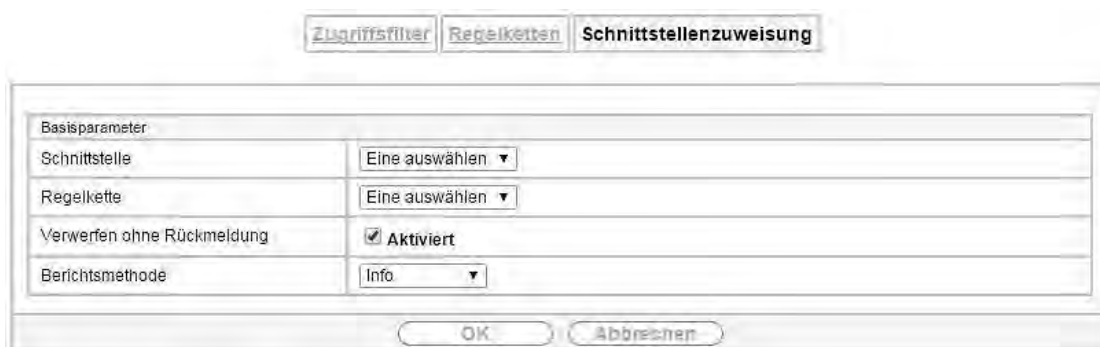 Zugriffsfilter Regelketten Schnittstellenzuweisung
Basisparameter
Schnittstelle Eine auswählen
Regelkette Eine auswählen
Verwerfen ohne Rückmeldung Aktiviert
Berichtsmethode Info
OK Abbrechen